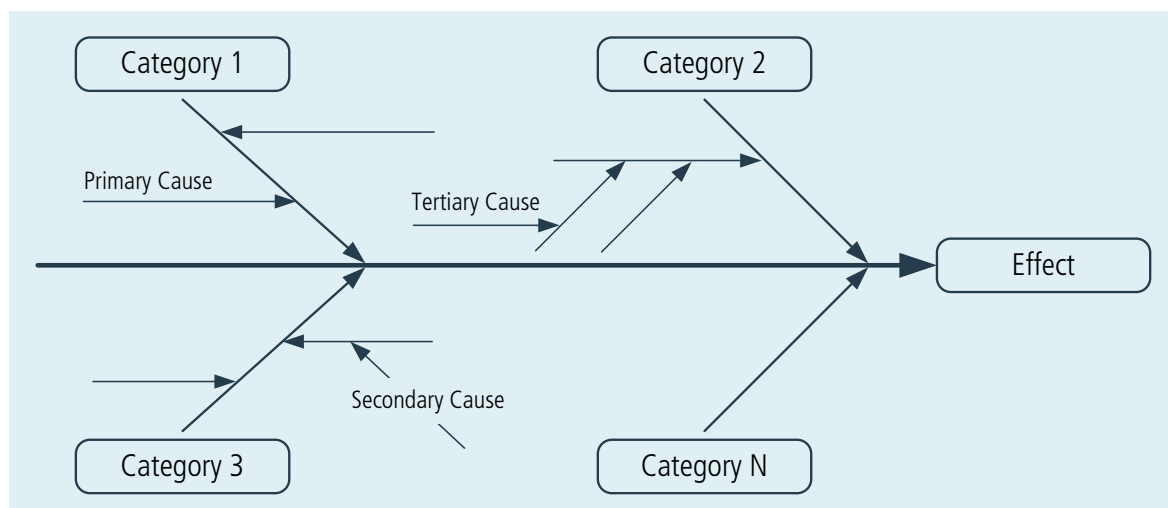 Category 1
Category 2
Primary Cause
Tertiary Cause
Effect
Secondary Cause
Category 3
Category N